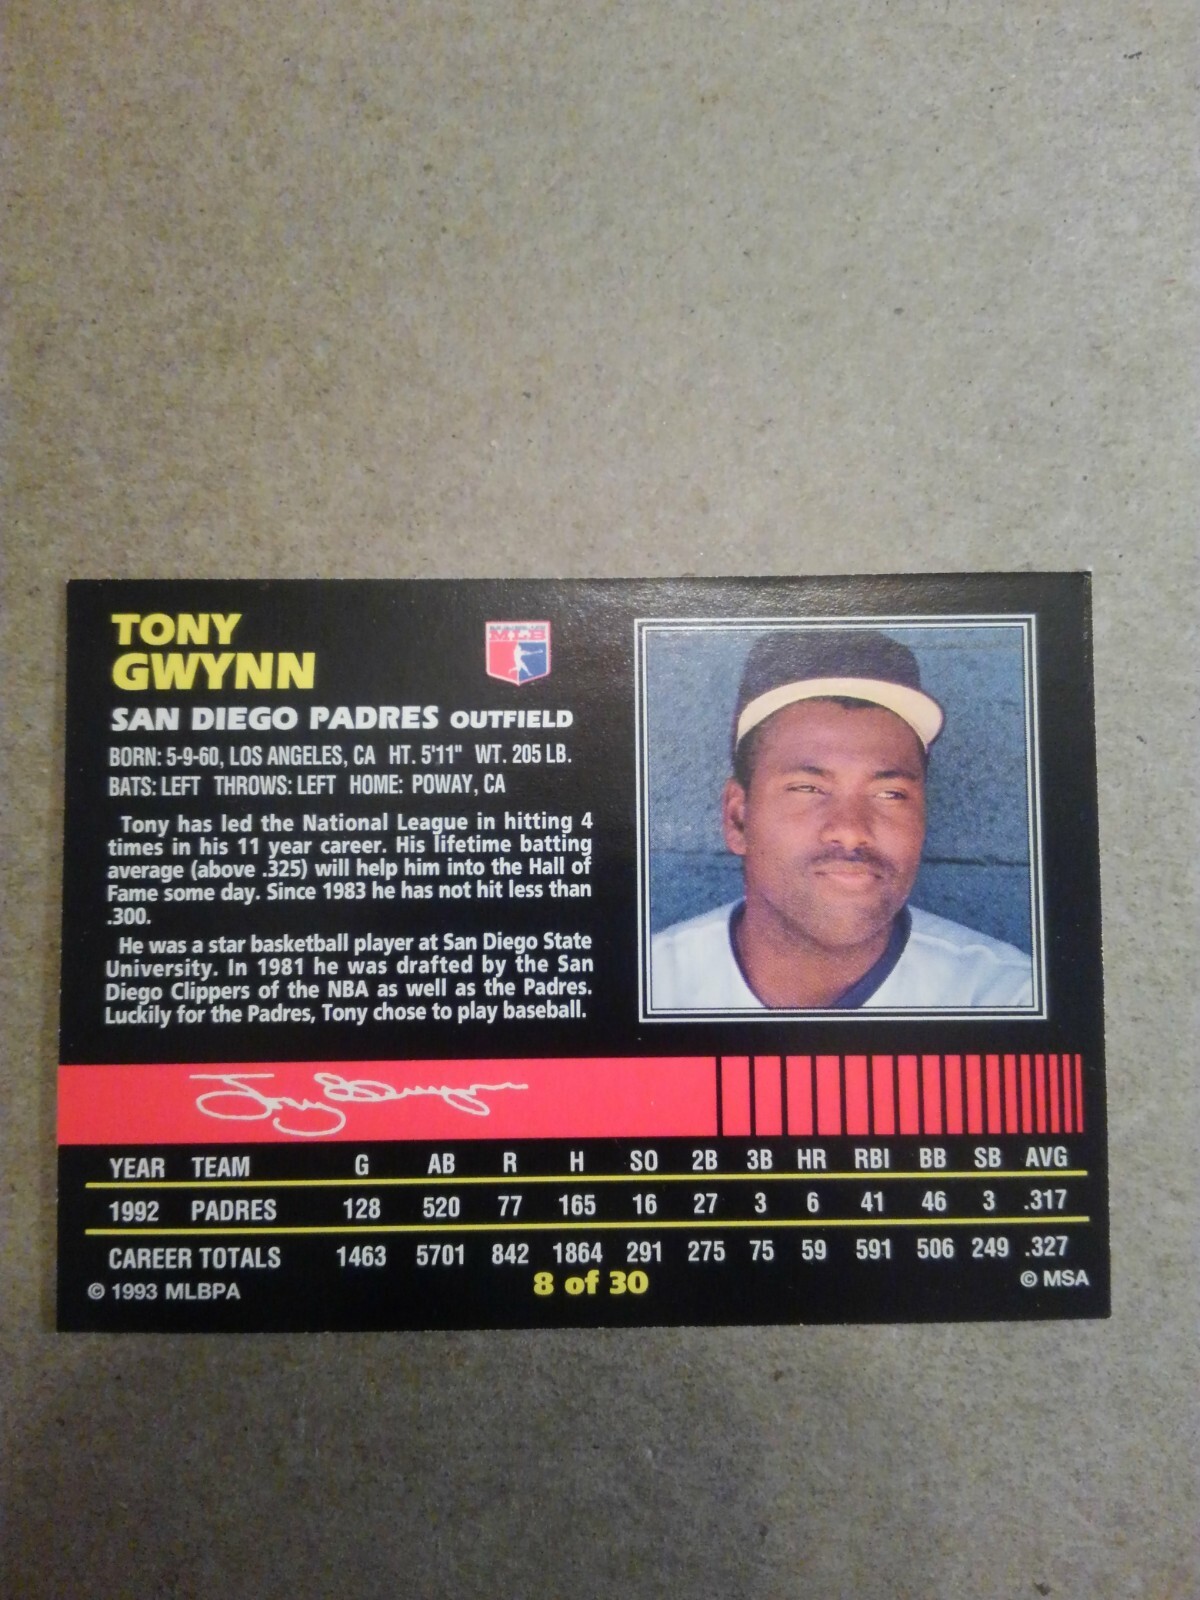 TONY
GWYNN
MLB
SAN DIEGO PADRES OUTFIELD
BORN: 5-9-60, LOS ANGELES, CA HT. 5'11" WT. 205 LB.
BATS: LEFT THROWS: LEFT HOME: POWAY, CA
Tony has led the National League in hitting 4
times in his 11 year career. His lifetime batting
average (above .325) will help him into the Hall of
Fame some day. Since 1983 he has not hit less than
.300.
He was a star basketball player at San Diego State
University. In 1981 he was drafted by the San
Diego Clippers of the NBA as well as the Padres.
Luckily for the Padres, Tony chose to play baseball.
Tony Gwynn
YEAR TEAM G AB R H SO 2B 3B HR RBI BB SB AVG
1992 PADRES 128 520 77 165 16 27 3 6 41 46 3 .317
CAREER TOTALS 1463 5701 842 1864 291 275 75 59 591 506 249 .327
© 1993 MLBPA 8 of 30 © MSA